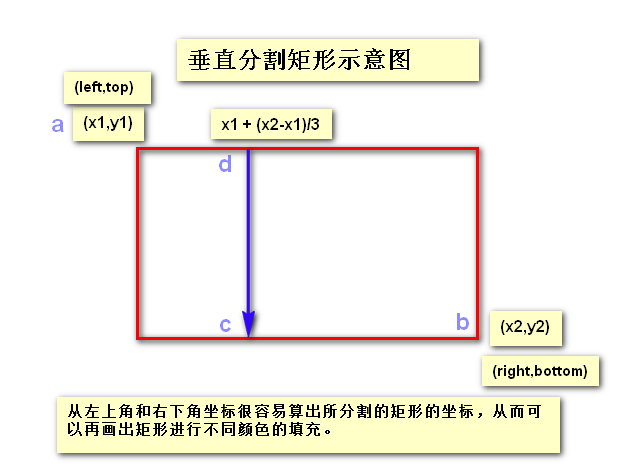 垂直分割矩形示意图
(left,top)
a
(x1,y1)
x1 + (x2-x1)/3
d
c
b
(x2,y2)
(right,bottom)
从左上角和右下角坐标很容易算出所分割的矩形的坐标，从而可
以再画出矩形进行不同颜色的填充。